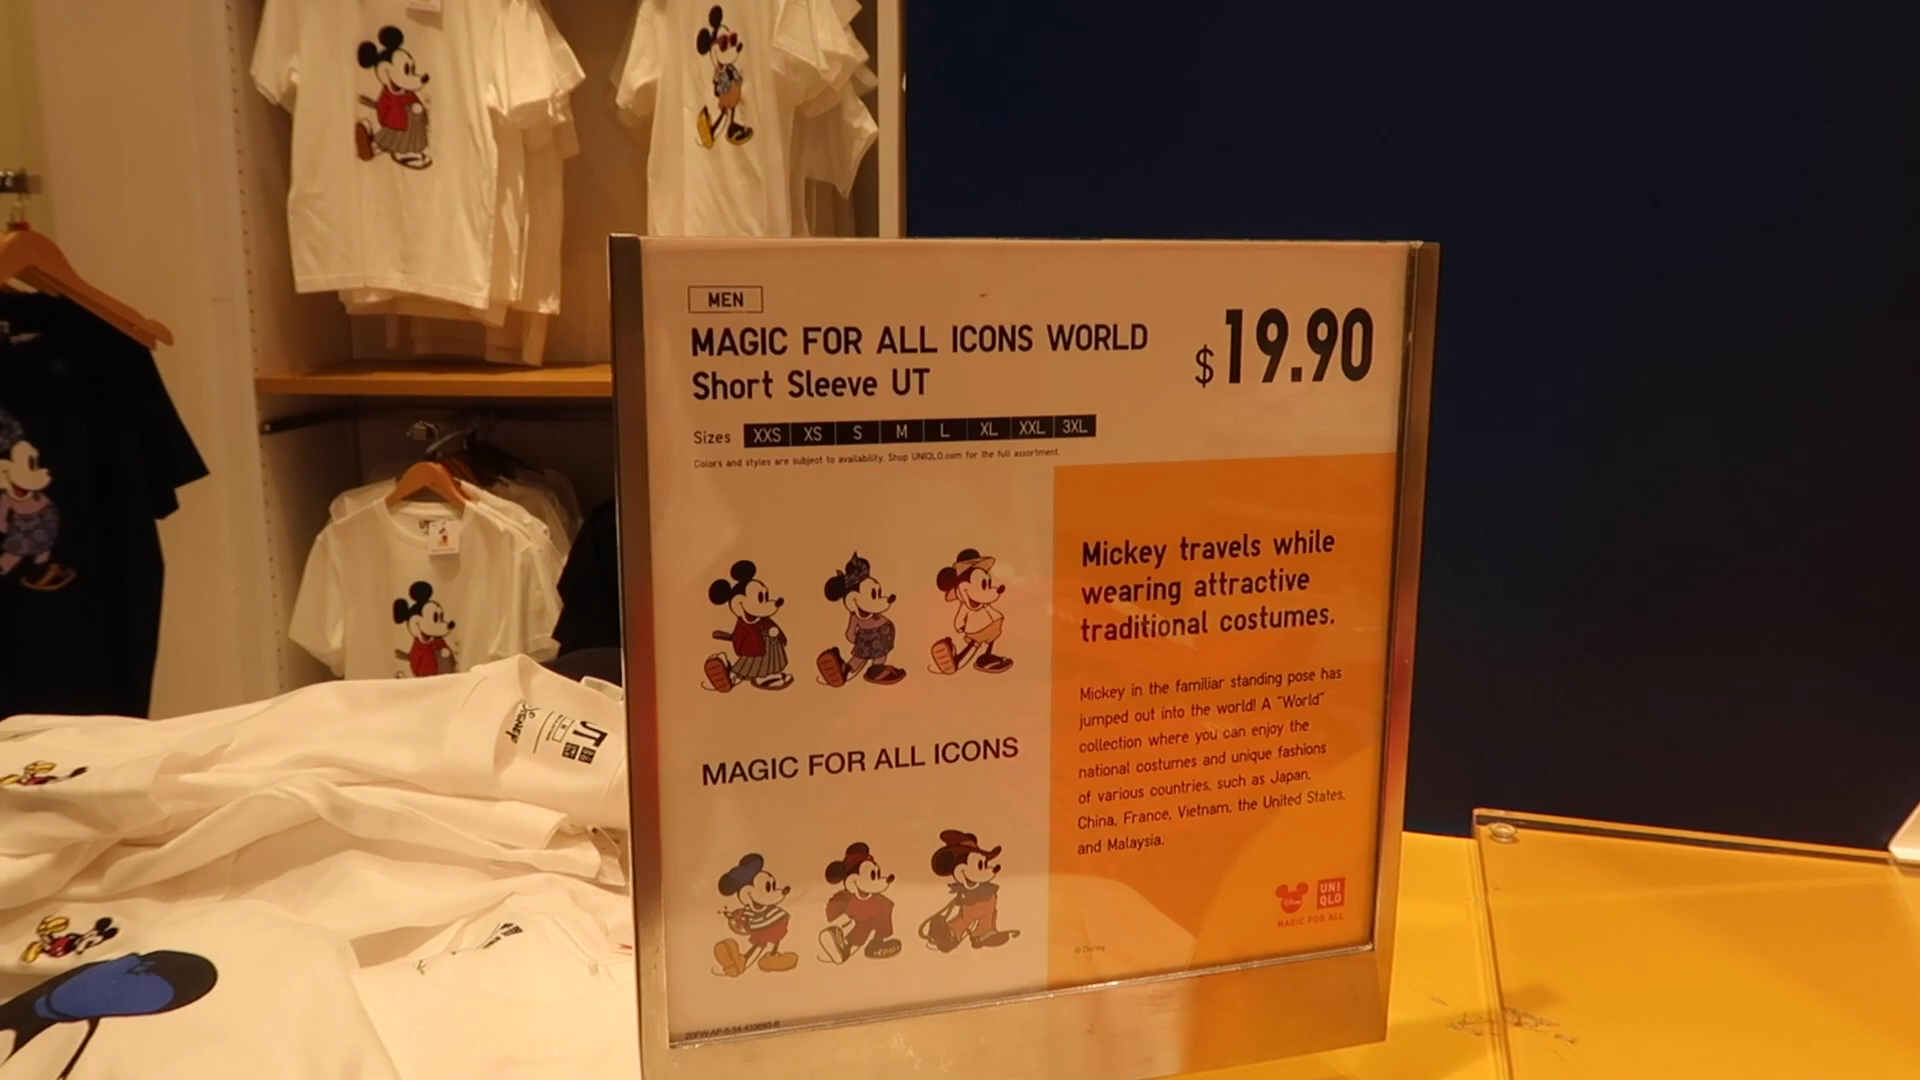 MEN
MAGIC FOR ALL ICONS WORLD
Short Sleeve UT
$19.90
Sizes XXS XS S M L XL XXL 3XL
Colors and styles are subject to availability. Shop UNIQLO.com for the full assortment.
Mickey travels while
wearing attractive
traditional costumes.
Mickey in the familiar standing pose has
jumped out into the world! A "World"
collection where you can enjoy the
national costumes and unique fashions
of various countries, such as Japan,
China, France, Vietnam, the United States,
and Malaysia.
MAGIC FOR ALL ICONS
Disney
UNI
QLO
MAGIC FOR ALL
© Disney
Disney
UT